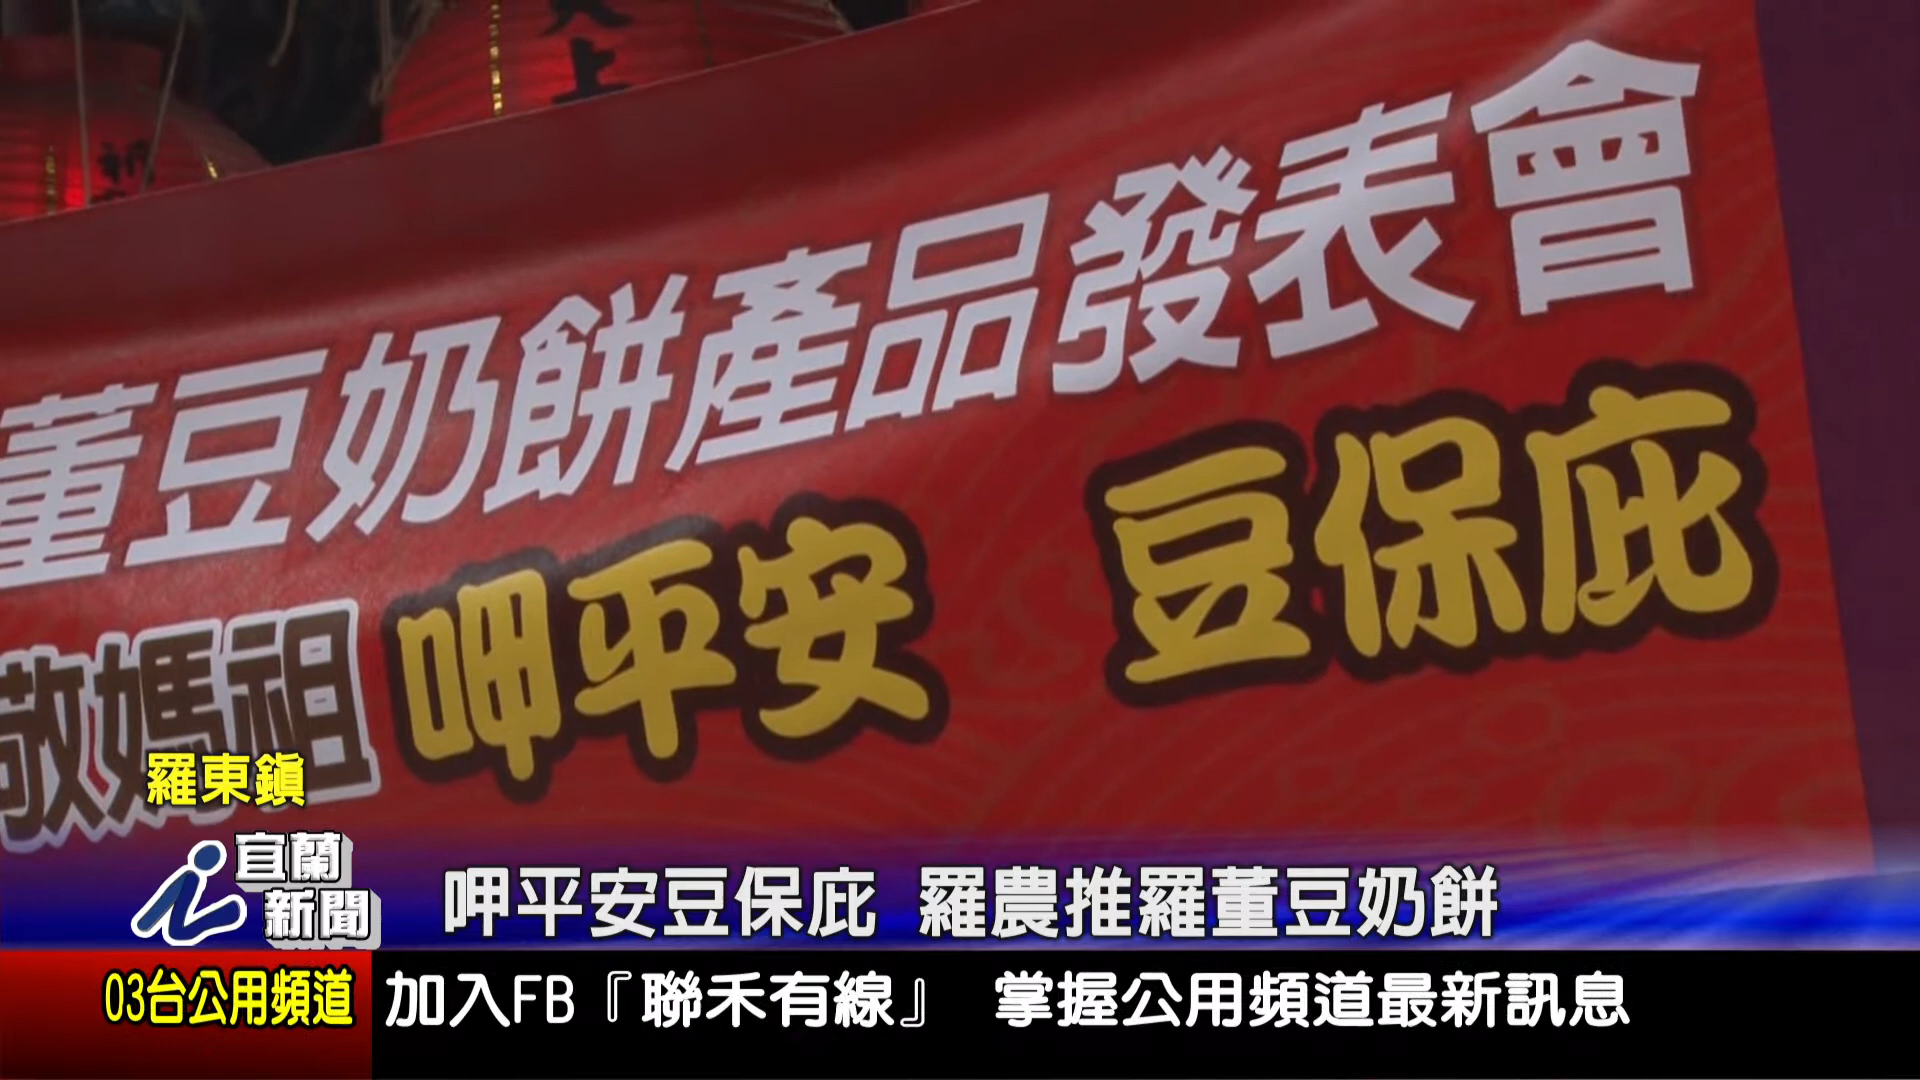 董豆奶餅產品發表會
敬媽祖 呷平安 豆保庇
羅東鎮
宜蘭
新聞
呷平安豆保庇 羅農推羅董豆奶餅
03台公用頻道
加入FB『聯禾有線』 掌握公用頻道最新訊息